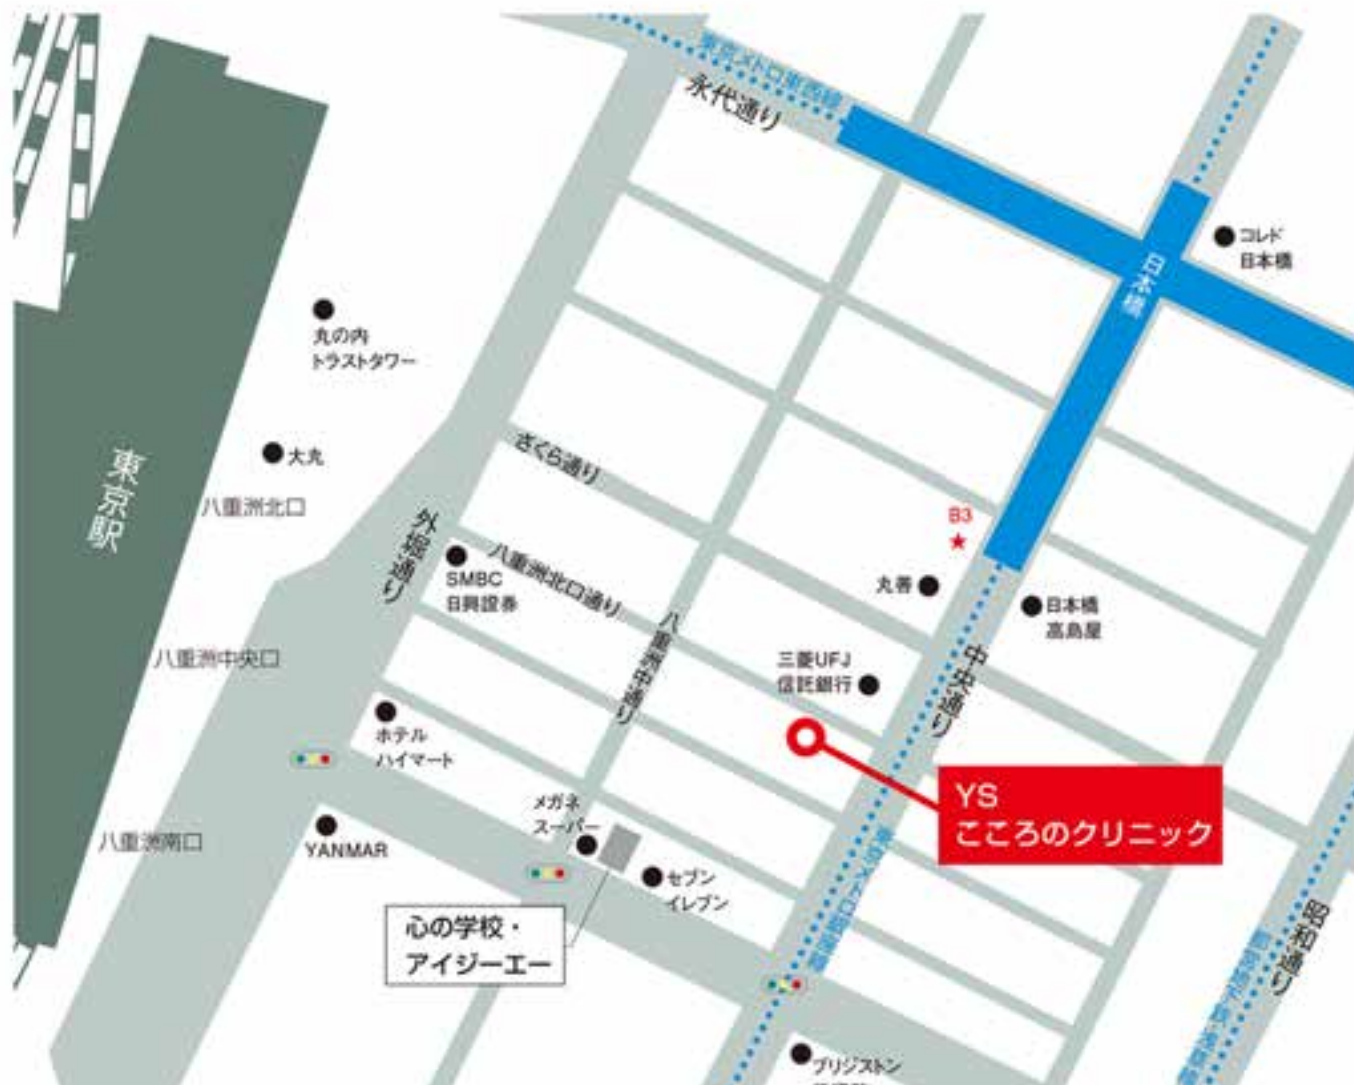 東京メトロ東西線
永代通り
コレド
日本橋
日本橋
丸の内
トラストタワー
大丸
東京駅
八重洲北口
さくら通り
外堀通り
SMBC
日興證券
八重洲北口通り
B3
丸善
日本橋
高島屋
八重洲中央口
八重洲中通り
三菱UFJ
信託銀行
中央通り
ホテル
ハイマート
YS
こころのクリニック
メガネ
スーパー
八重洲南口
YANMAR
セブン
イレブン
東京メトロ銀座線
心の学校・
アイジーエー
昭和通り
ブリジストン